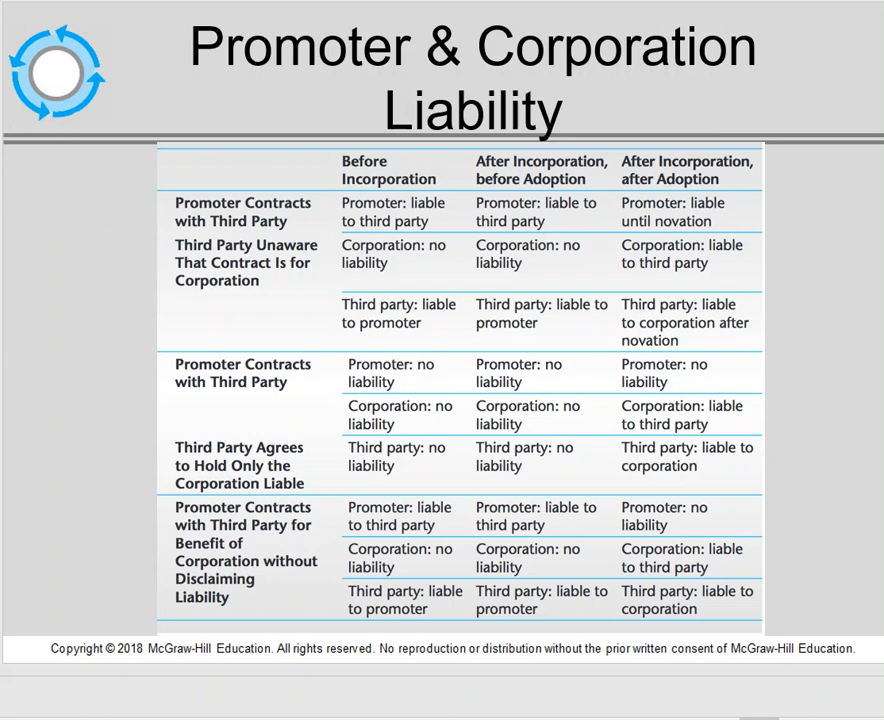 Promoter & Corporation
Liability
Before
Incorporation
After Incorporation,
before Adoption
After Incorporation,
after Adoption
Promoter Contracts
with Third Party
Promoter: liable
to third party
Promoter: liable to
third party
Promoter: liable
until novation
Third Party Unaware
That Contract Is for
Corporation
Corporation: no
liability
Corporation: no
liability
Corporation: liable
to third party
Third party: liable
to promoter
Third party: liable to
promoter
Third party: liable
to corporation after
novation
Promoter Contracts
with Third Party
Promoter: no
liability
Promoter: no
liability
Promoter: no
liability
Corporation: no
liability
Corporation: no
liability
Corporation: liable
to third party
Third Party Agrees
to Hold Only the
Corporation Liable
Third party: no
liability
Third party: no
liability
Third party: liable to
corporation
Promoter Contracts
with Third Party for
Benefit of
Corporation without
Disclaiming
Liability
Promoter: liable
to third party
Promoter: liable to
third party
Promoter: no
liability
Corporation: no
liability
Corporation: no
liability
Corporation: liable
to third party
Third party: liable
to promoter
Third party: liable to
promoter
Third party: liable to
corporation
Copyright © 2018 McGraw-Hill Education. All rights reserved. No reproduction or distribution without the prior written consent of McGraw-Hill Education.